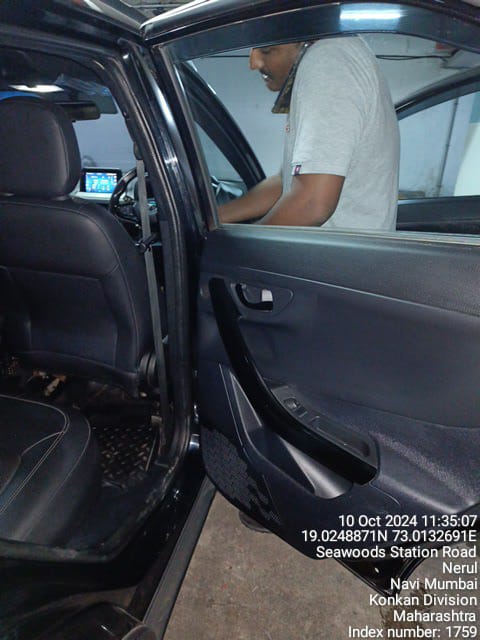 10 Oct 2024 11:35:07
19.0248871N 73.0132691E
Seawoods Station Road
Nerul
Navi Mumbai
Konkan Division
Maharashtra
Index number: 1759